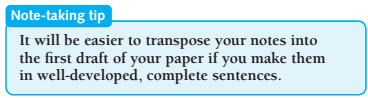 Note-taking tip
It will be easier to transpose your notes into
the first draft of your paper if you make them
in well-developed, complete sentences.